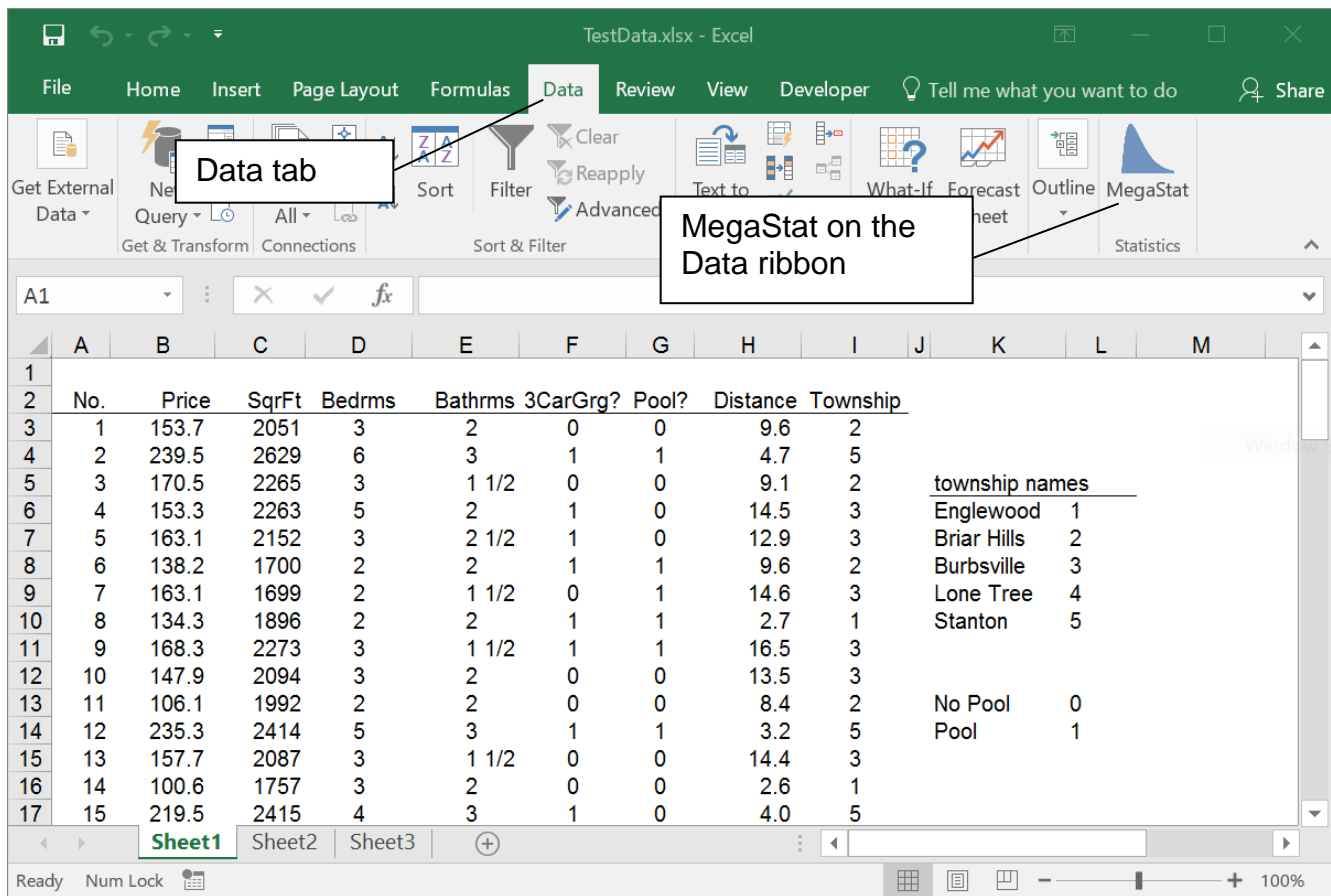 TestData.xlsx - Excel
File Home Insert Page Layout Formulas Data Review View Developer Tell me what you want to do Share
Get External Data
Query
All
Sort
Filter
Clear
Reapply
Advanced
Text to
What-If
Forecast
Outline
MegaStat
Get & Transform
Connections
Sort & Filter
Statistics
Data tab
MegaStat on the
Data ribbon
A1 fx
A B C D E F G H I J K L M
1
2 No. Price SqrFt Bedrms Bathrms 3CarGrg? Pool? Distance Township
3 1 153.7 2051 3 2 0 0 9.6 2
4 2 239.5 2629 6 3 1 1 4.7 5
5 3 170.5 2265 3 1 1/2 0 0 9.1 2 township names
6 4 153.3 2263 5 2 1 0 14.5 3 Englewood 1
7 5 163.1 2152 3 2 1/2 1 0 12.9 3 Briar Hills 2
8 6 138.2 1700 2 2 1 1 9.6 2 Burbsville 3
9 7 163.1 1699 2 1 1/2 0 1 14.6 3 Lone Tree 4
10 8 134.3 1896 2 2 1 1 2.7 1 Stanton 5
11 9 168.3 2273 3 1 1/2 1 1 16.5 3
12 10 147.9 2094 3 2 0 0 13.5 3
13 11 106.1 1992 2 2 0 0 8.4 2 No Pool 0
14 12 235.3 2414 5 3 1 1 3.2 5 Pool 1
15 13 157.7 2087 3 1 1/2 0 0 14.4 3
16 14 100.6 1757 3 2 0 0 2.6 1
17 15 219.5 2415 4 3 1 0 4.0 5
Sheet1 Sheet2 Sheet3
Ready Num Lock 100%